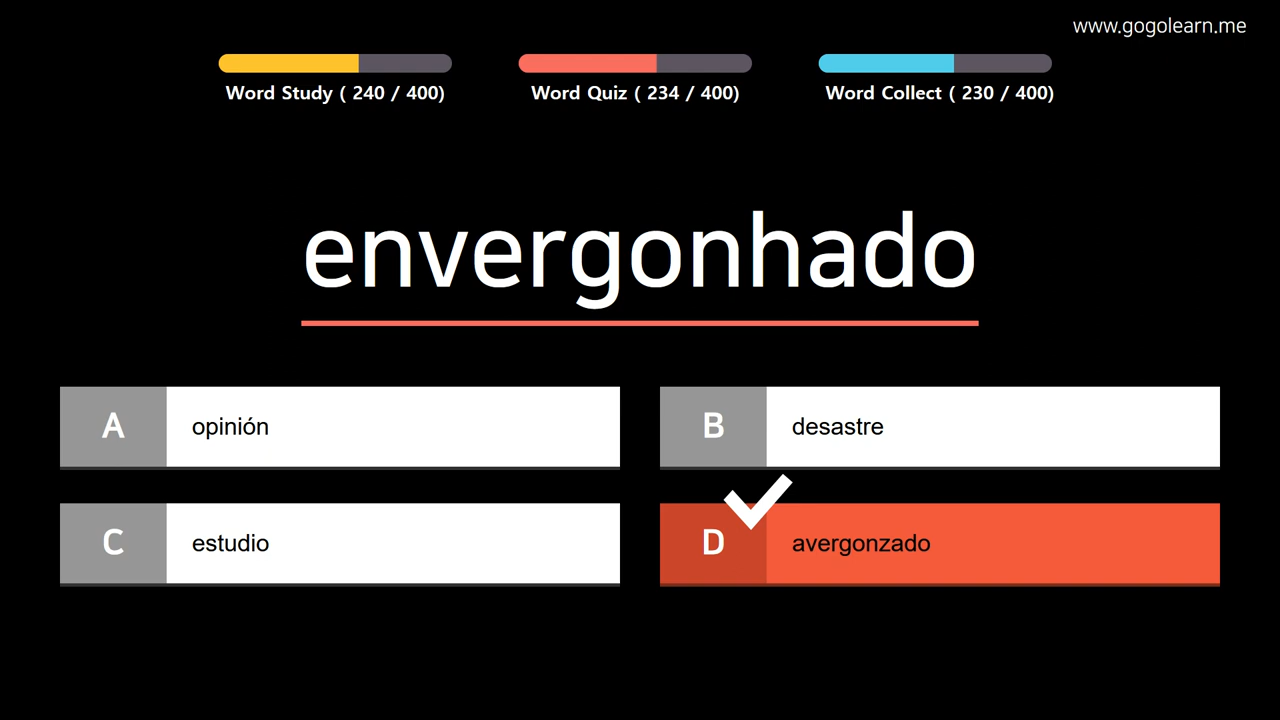 www.gogolearn.me
Word Study ( 240 / 400)
Word Quiz ( 234 / 400)
Word Collect ( 230 / 400)
envergonhado
A opinión
B desastre
C estudio
D avergonzado